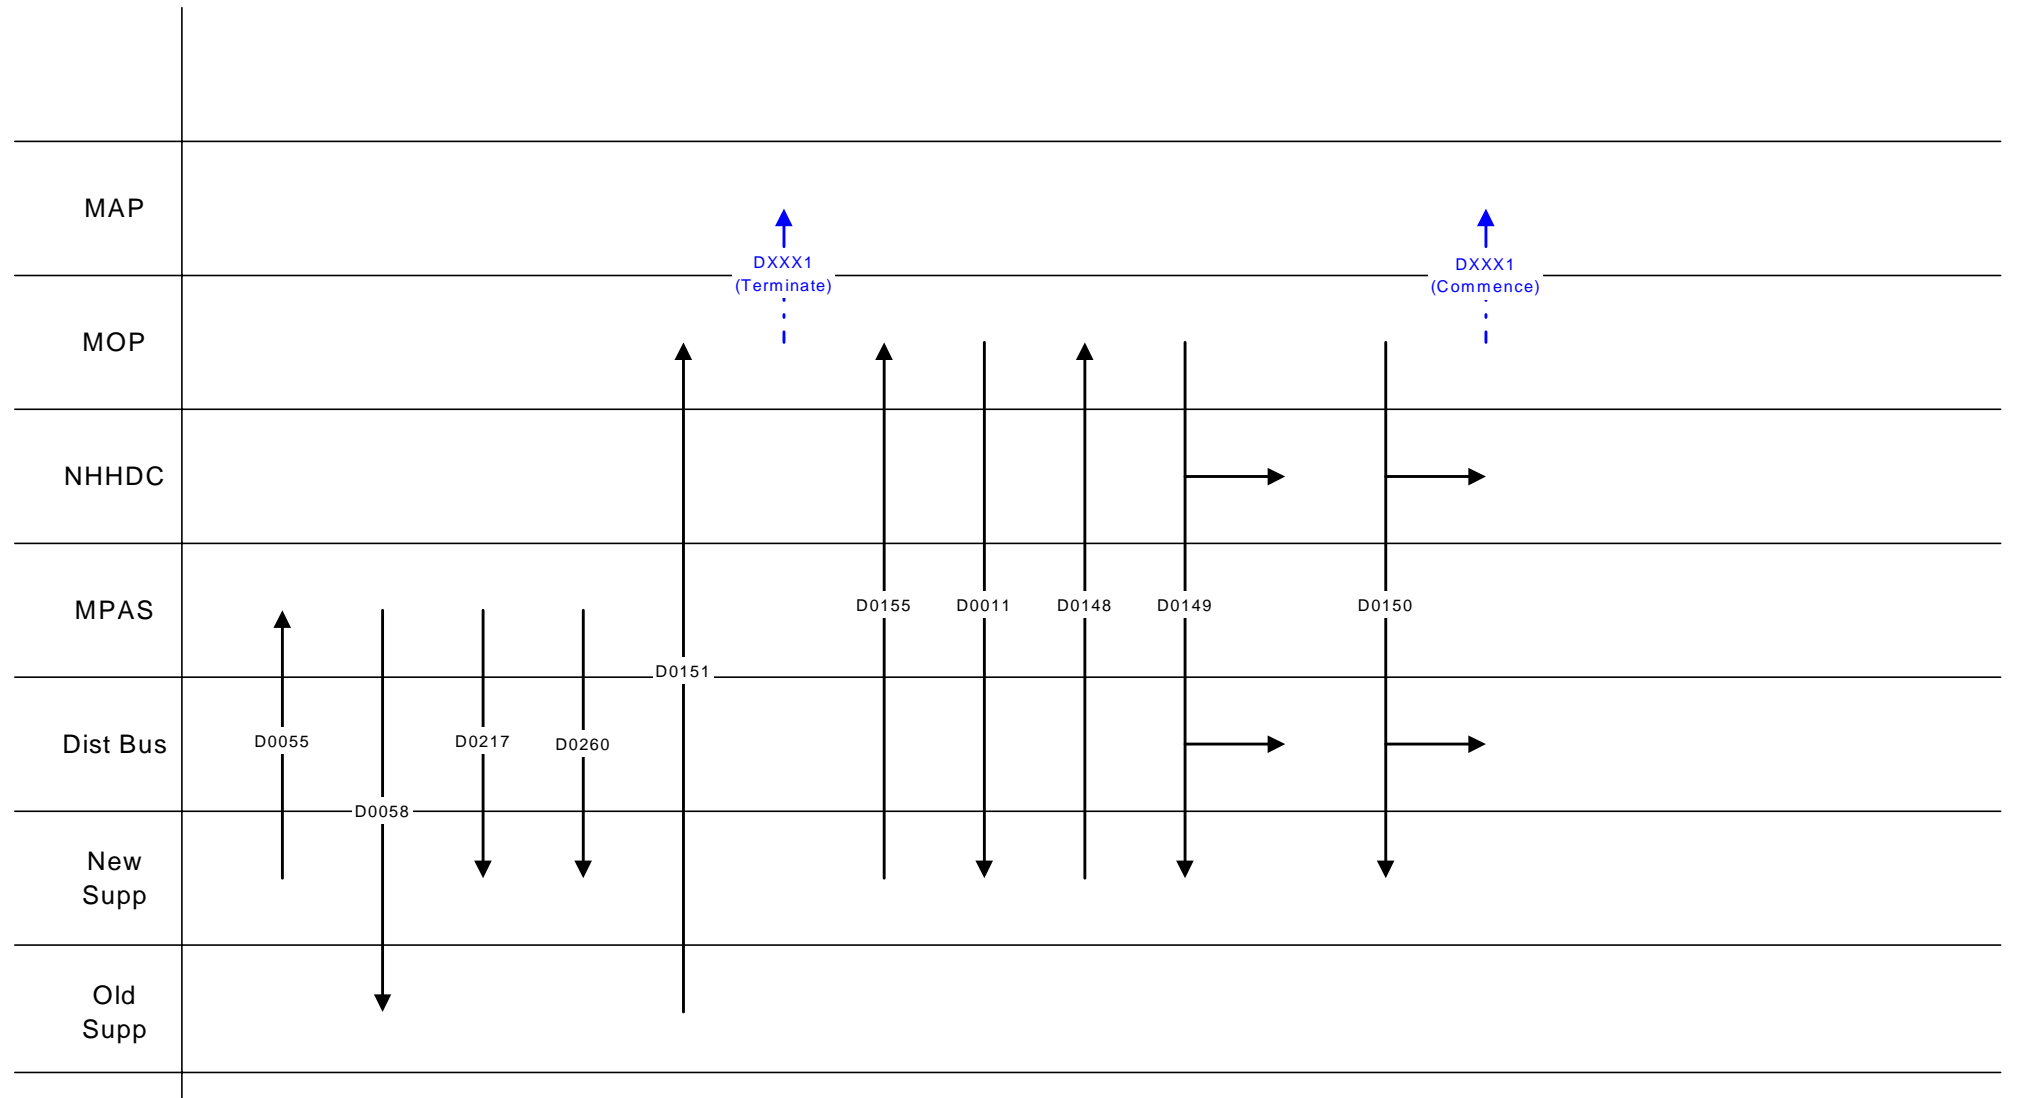 MAP
DXXX1
(Terminate)
DXXX1
(Commence)
MOP
NHHDC
MPAS
D0155
D0011
D0148
D0149
D0150
D0151
Dist Bus
D0055
D0217
D0260
D0058
New
Supp
Old
Supp